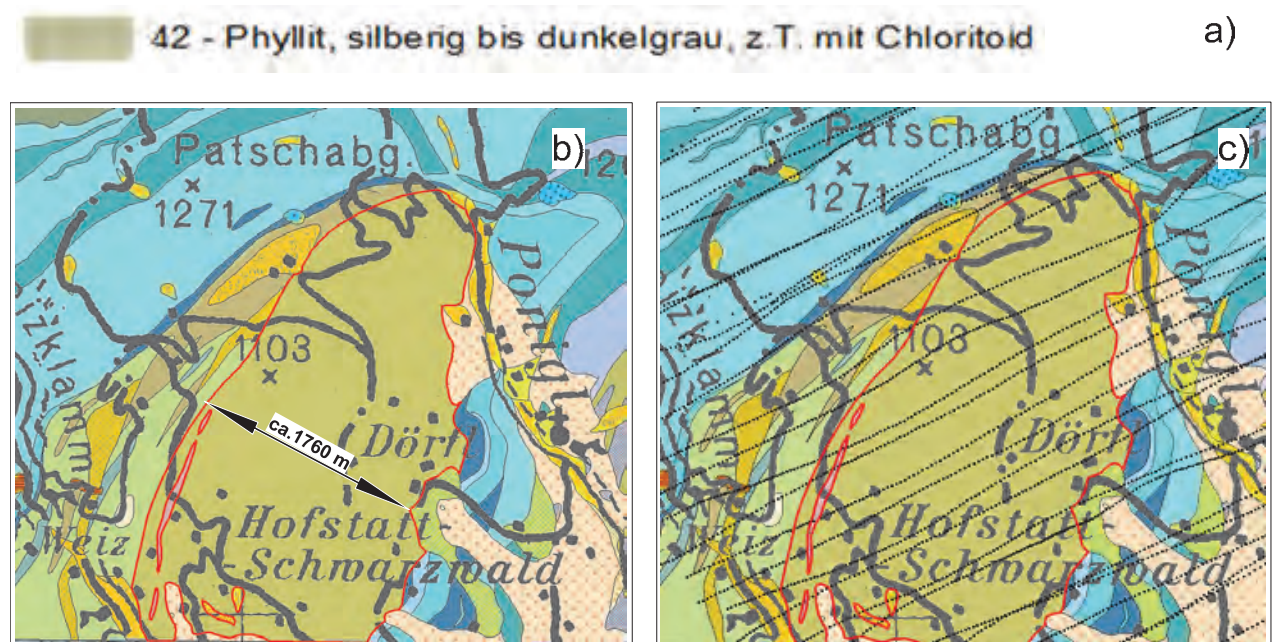 42 - Phyllit, silberig bis dunkelgrau, z.T. mit Chloritoid
a)
b)
Patschabg.
1271
1103
ca.1760 m
Dörfl
Hofstatt-
-Schwarzwald
Weiz
c)
Patschabg.
1271
1103
Dörfl
Hofstatt-
-Schwarzwald
Weiz